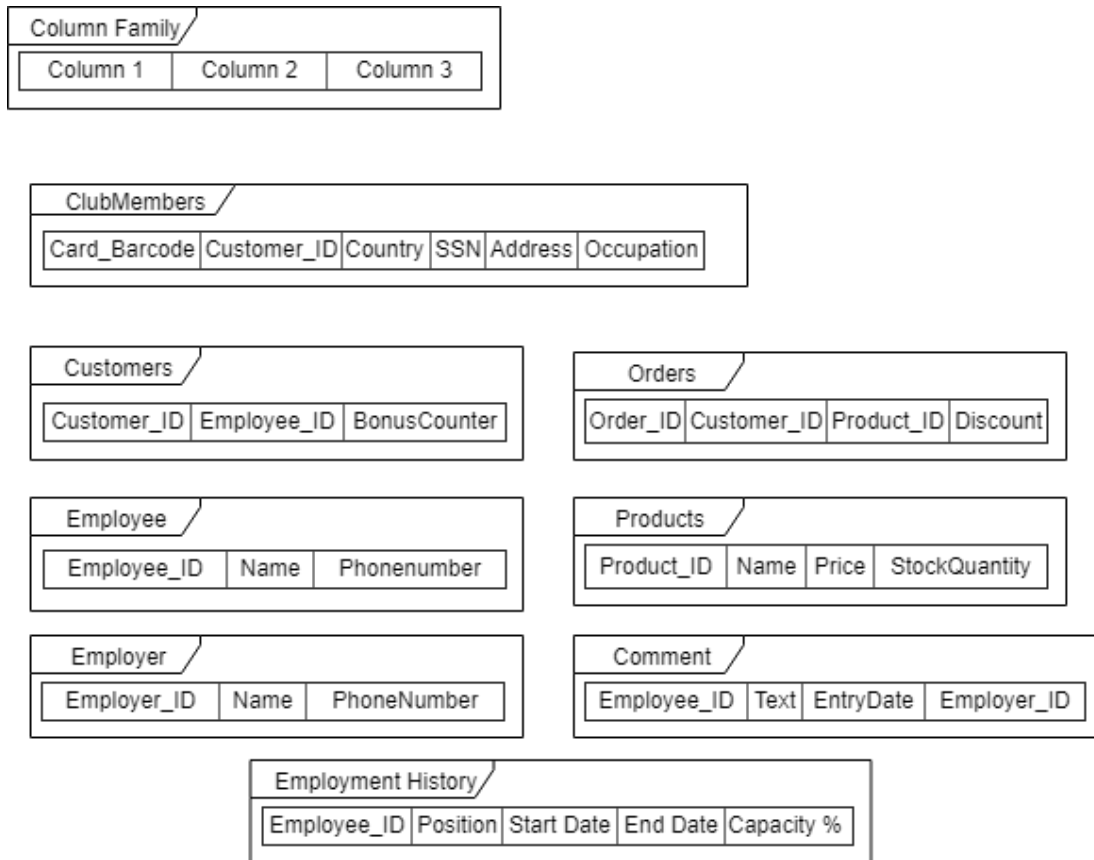 Column Family
Column 1 Column 2 Column 3
ClubMembers
Card_Barcode Customer_ID Country SSN Address Occupation
Customers
Customer_ID Employee_ID BonusCounter
Orders
Order_ID Customer_ID Product_ID Discount
Employee
Employee_ID Name Phonenumber
Products
Product_ID Name Price StockQuantity
Employer
Employer_ID Name PhoneNumber
Comment
Employee_ID Text EntryDate Employer_ID
Employment History
Employee_ID Position Start Date End Date Capacity %